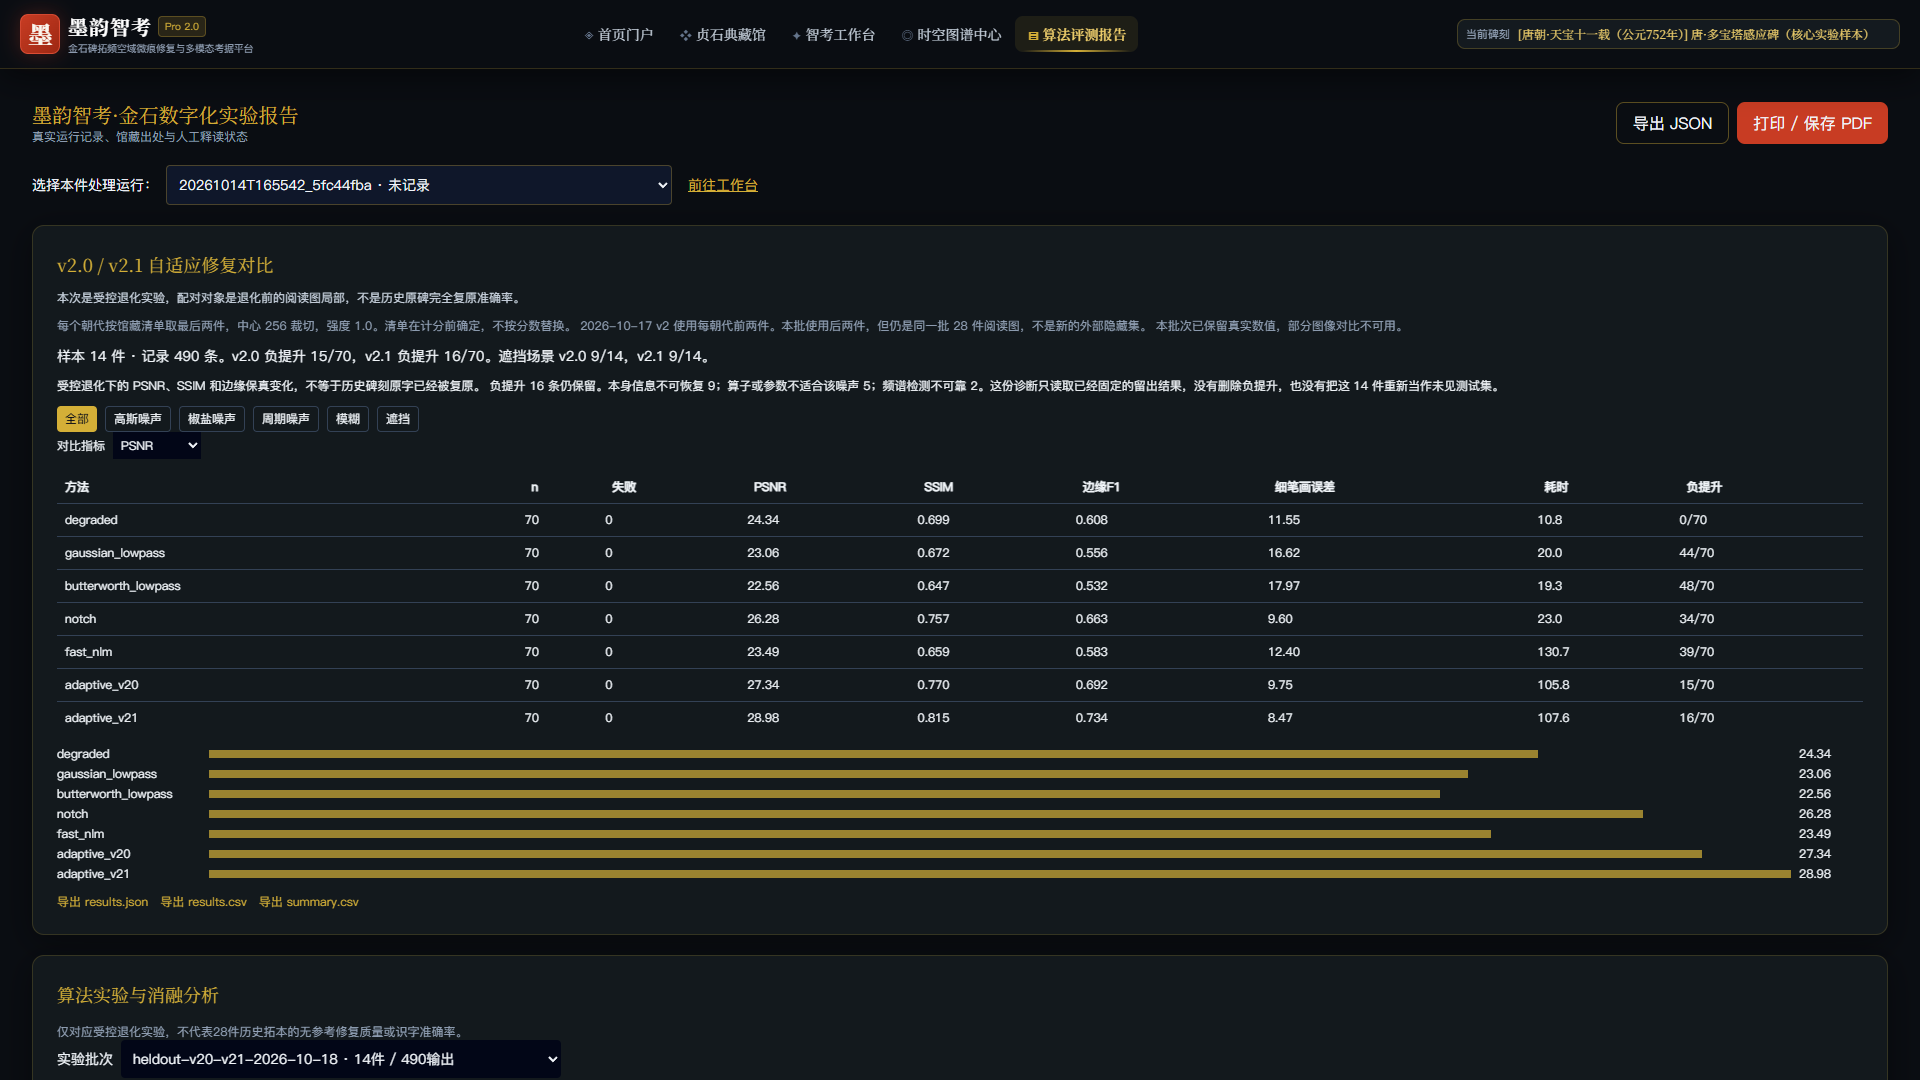 墨 墨韵智考 Pro 2.0
金石碑拓频空域微痕修复与多模态考据平台
首页门户 贞石典藏馆 智考工作台 时空图谱中心 算法评测报告
当前碑刻 [唐朝·天宝十一载（公元752年）] 唐·多宝塔感应碑（核心实验样本）
墨韵智考·金石数字化实验报告
真实运行记录、馆藏出处与人工释读状态
导出 JSON 打印 / 保存 PDF
选择本件处理运行： 20261014T165542_5fc44fba · 未记录 前往工作台
v2.0 / v2.1 自适应修复对比
本次是受控退化实验，配对对象是退化前的阅读图局部，不是历史原碑完全复原准确率。
每个朝代按馆藏清单取最后两件，中心 256 裁切，强度 1.0。清单在计分前确定，不按分数替换。 2026-10-17 v2 使用每朝代前两件。本批使用后两件，但仍是同一批 28 件阅读图，不是新的外部隐藏集。 本批次已保留真实数值，部分图像对比不可用。
样本 14 件 · 记录 490 条。v2.0 负提升 15/70，v2.1 负提升 16/70。遮挡场景 v2.0 9/14，v2.1 9/14。
受控退化下的 PSNR、SSIM 和边缘保真变化，不等于历史碑刻原字已经被复原。 负提升 16 条仍保留。本身信息不可恢复 9；算子或参数不适合该噪声 5；频谱检测不可靠 2。这份诊断只读取已经固定的留出结果，没有删除负提升，也没有把这 14 件重新当作未见测试集。
全部 高斯噪声 椒盐噪声 周期噪声 模糊 遮挡
对比指标 PSNR
方法 n 失败 PSNR SSIM 边缘F1 细笔画误差 耗时 负提升
degraded 70 0 24.34 0.699 0.608 11.55 10.8 0/70
gaussian_lowpass 70 0 23.06 0.672 0.556 16.62 20.0 44/70
butterworth_lowpass 70 0 22.56 0.647 0.532 17.97 19.3 48/70
notch 70 0 26.28 0.757 0.663 9.60 23.0 34/70
fast_nlm 70 0 23.49 0.659 0.583 12.40 130.7 39/70
adaptive_v20 70 0 27.34 0.770 0.692 9.75 105.8 15/70
adaptive_v21 70 0 28.98 0.815 0.734 8.47 107.6 16/70
degraded 24.34
gaussian_lowpass 23.06
butterworth_lowpass 22.56
notch 26.28
fast_nlm 23.49
adaptive_v20 27.34
adaptive_v21 28.98
导出 results.json 导出 results.csv 导出 summary.csv
算法实验与消融分析
仅对应受控退化实验，不代表28件历史拓本的无参考修复质量或识字准确率。
实验批次 heldout-v20-v21-2026-10-18 · 14件 / 490输出